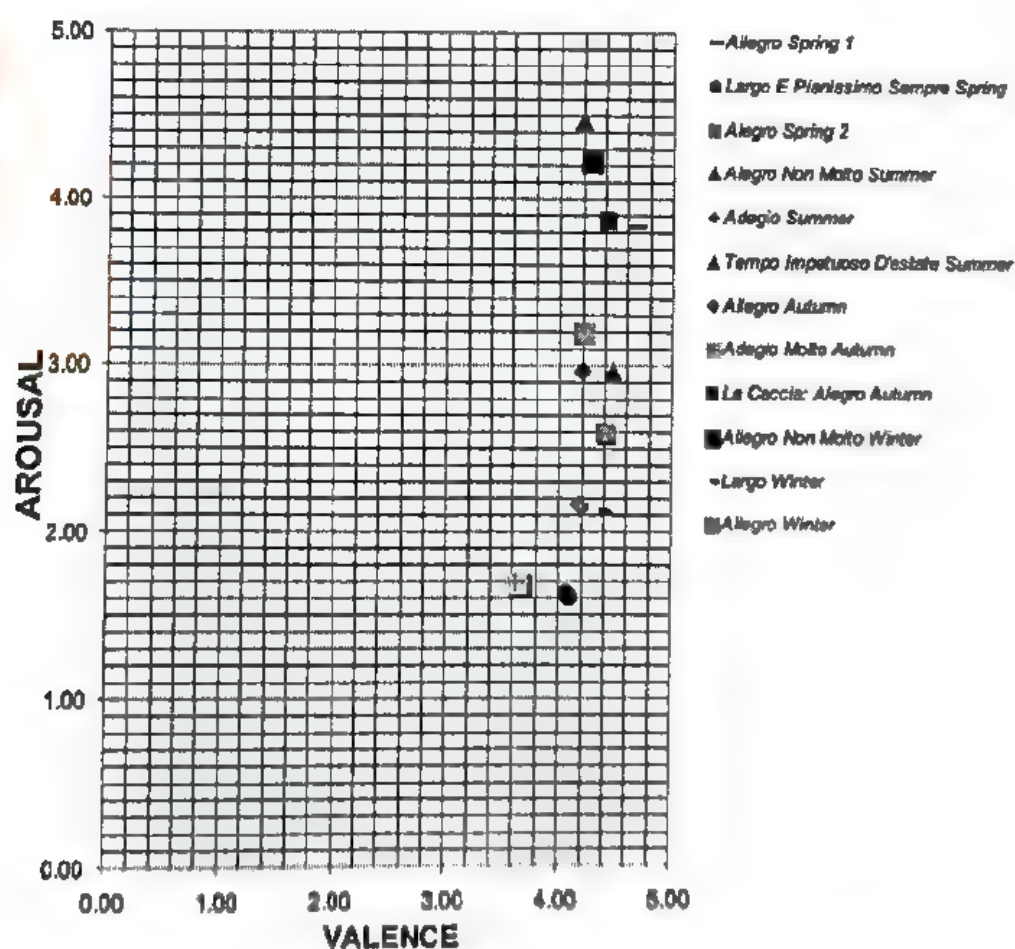 5.00
4.00
3.00
2.00
1.00
0.00
AROUSAL
0.00 1.00 2.00 3.00 4.00 5.00
VALENCE
Allegro Spring 1
Largo E Pianissimo Sempre Spring
Alegro Spring 2
Alegro Non Molto Summer
Adagio Summer
Tempo Impetuoso D'estate Summer
Allegro Autumn
Adagio Molto Autumn
La Caccia: Alegro Autumn
Allegro Non Molto Winter
Largo Winter
Allegro Winter